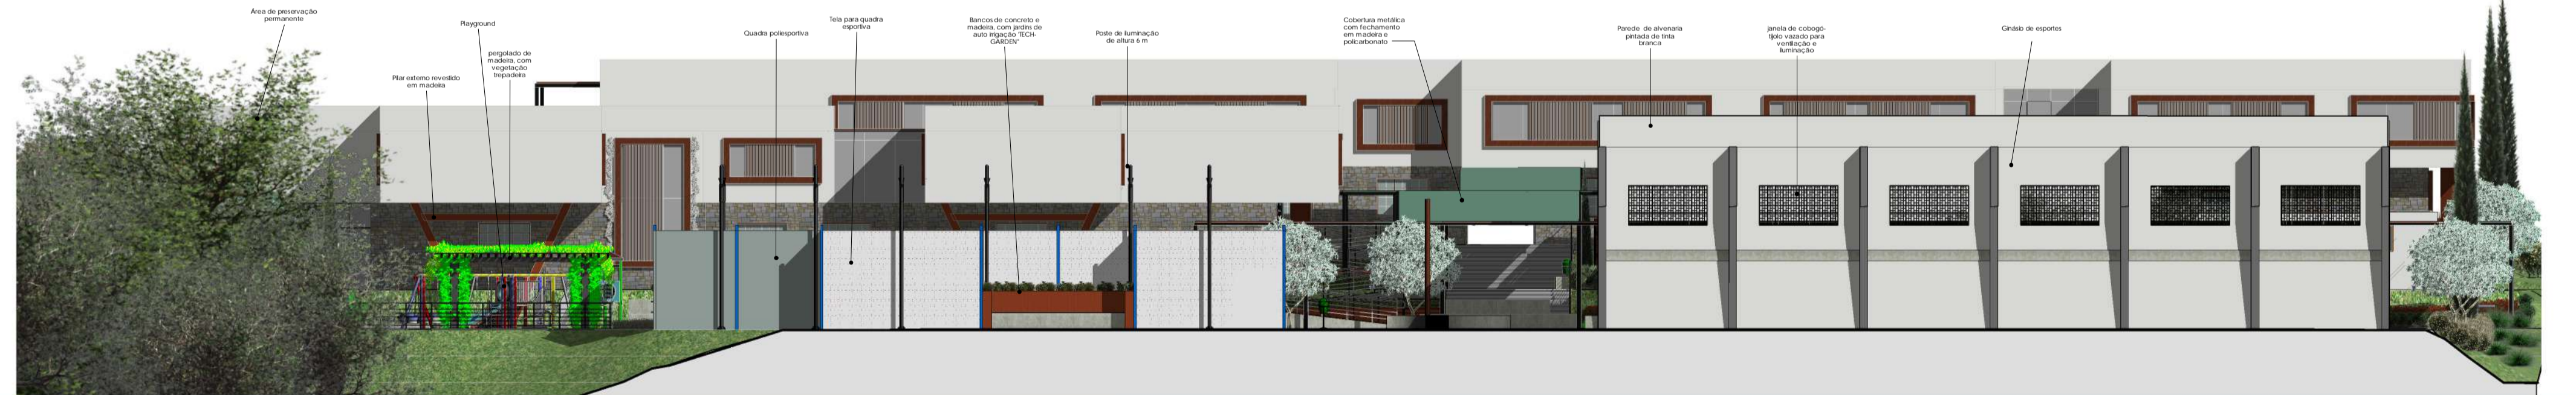 Área de preservação
permanente
Playground
Pilar externo revestido
em madeira
pergolado de
madeira, com
vegetação
trepadeira
Quadra poliesportiva
Tela para quadra
esportiva
Bancos de concreto e
madeira, com jardins de
auto irrigação "TECH-
GARDEN"
Poste de iluminação
de altura 6 m
Cobertura metálica
com fechamento
em madeira e
policarbonato
Parede de alvenaria
pintada de tinta
branca
janela de cobogó-
tijolo vazado para
ventilação e
iluminação
Ginásio de esportes